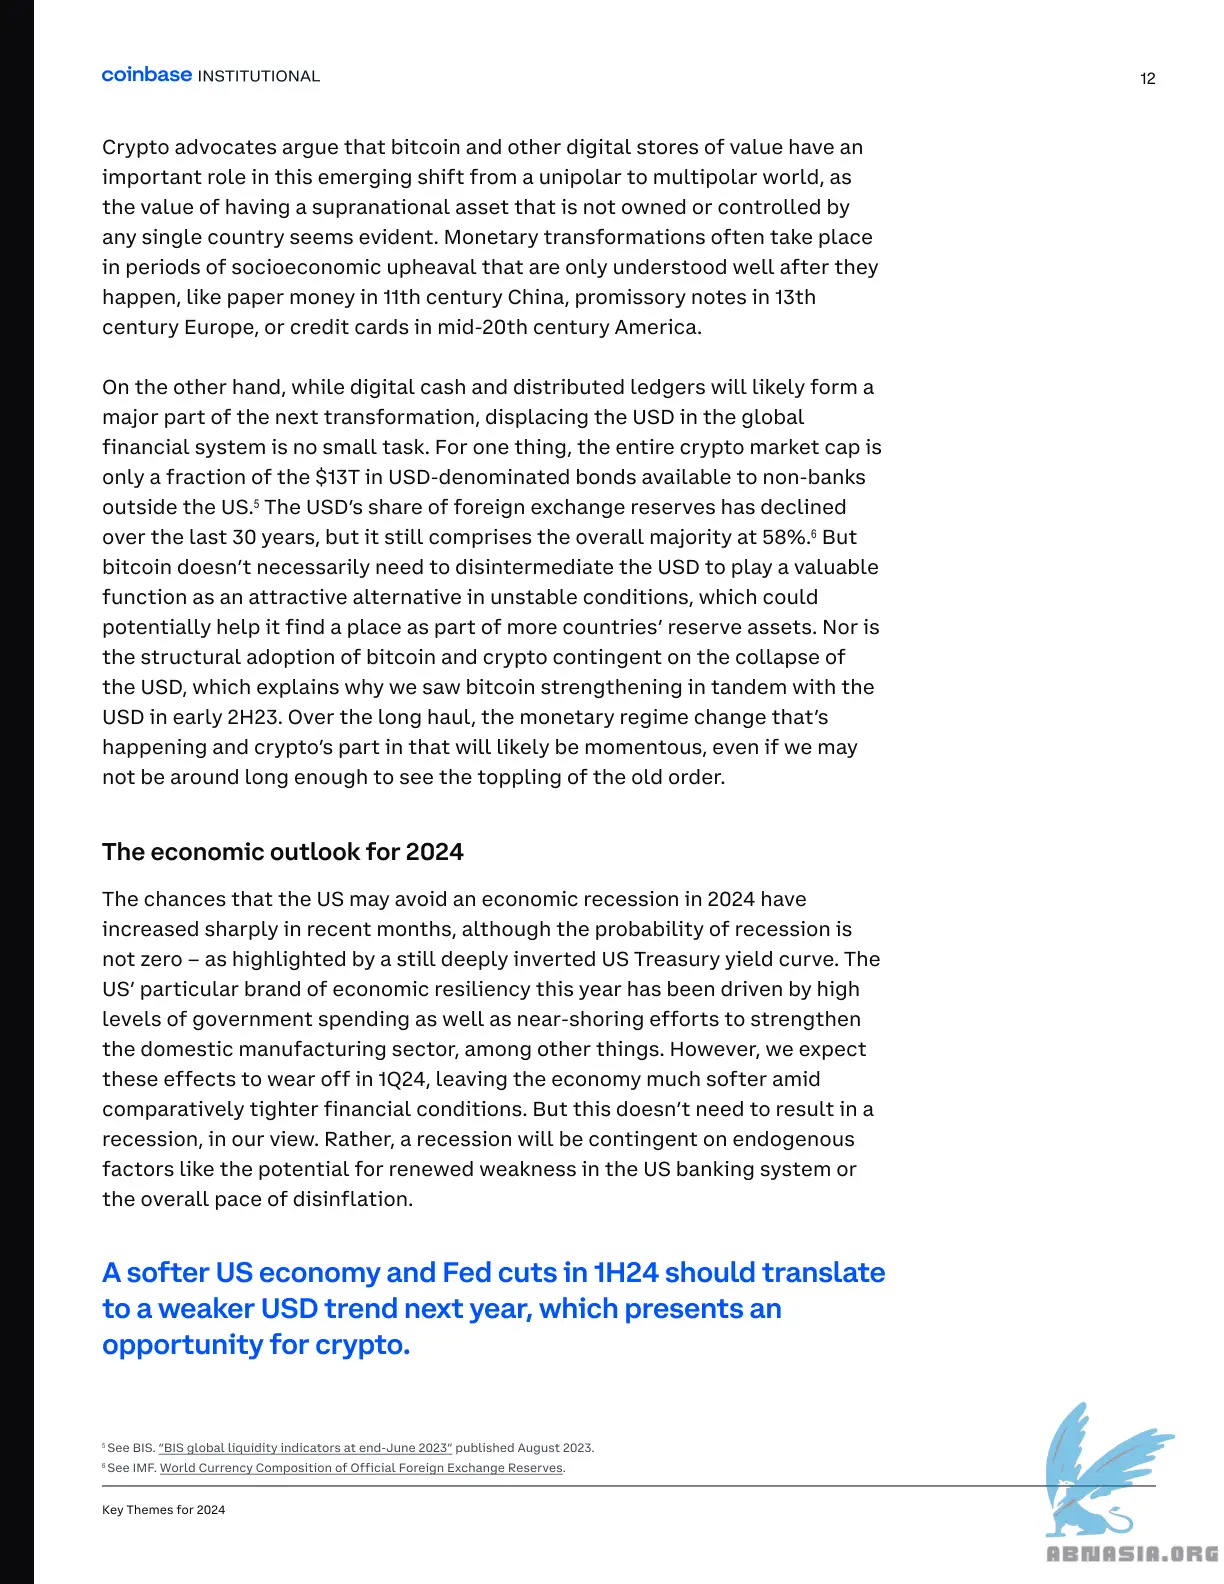 coinbase INSTITUTIONAL
12
Crypto advocates argue that bitcoin and other digital stores of value have an
important role in this emerging shift from a unipolar to multipolar world, as
the value of having a supranational asset that is not owned or controlled by
any single country seems evident. Monetary transformations often take place
in periods of socioeconomic upheaval that are only understood well after they
happen, like paper money in 11th century China, promissory notes in 13th
century Europe, or credit cards in mid-20th century America.
On the other hand, while digital cash and distributed ledgers will likely form a
major part of the next transformation, displacing the USD in the global
financial system is no small task. For one thing, the entire crypto market cap is
only a fraction of the $13T in USD-denominated bonds available to non-banks
outside the US.⁵ The USD’s share of foreign exchange reserves has declined
over the last 30 years, but it still comprises the overall majority at 58%.⁶ But
bitcoin doesn’t necessarily need to disintermediate the USD to play a valuable
function as an attractive alternative in unstable conditions, which could
potentially help it find a place as part of more countries’ reserve assets. Nor is
the structural adoption of bitcoin and crypto contingent on the collapse of
the USD, which explains why we saw bitcoin strengthening in tandem with the
USD in early 2H23. Over the long haul, the monetary regime change that’s
happening and crypto’s part in that will likely be momentous, even if we may
not be around long enough to see the toppling of the old order.
The economic outlook for 2024
The chances that the US may avoid an economic recession in 2024 have
increased sharply in recent months, although the probability of recession is
not zero – as highlighted by a still deeply inverted US Treasury yield curve. The
US’ particular brand of economic resiliency this year has been driven by high
levels of government spending as well as near-shoring efforts to strengthen
the domestic manufacturing sector, among other things. However, we expect
these effects to wear off in 1Q24, leaving the economy much softer amid
comparatively tighter financial conditions. But this doesn’t need to result in a
recession, in our view. Rather, a recession will be contingent on endogenous
factors like the potential for renewed weakness in the US banking system or
the overall pace of disinflation.
A softer US economy and Fed cuts in 1H24 should translate
to a weaker USD trend next year, which presents an
opportunity for crypto.
⁵ See BIS. “BIS global liquidity indicators at end-June 2023” published August 2023.
⁶ See IMF. World Currency Composition of Official Foreign Exchange Reserves.
Key Themes for 2024
ABNASIA.ORG